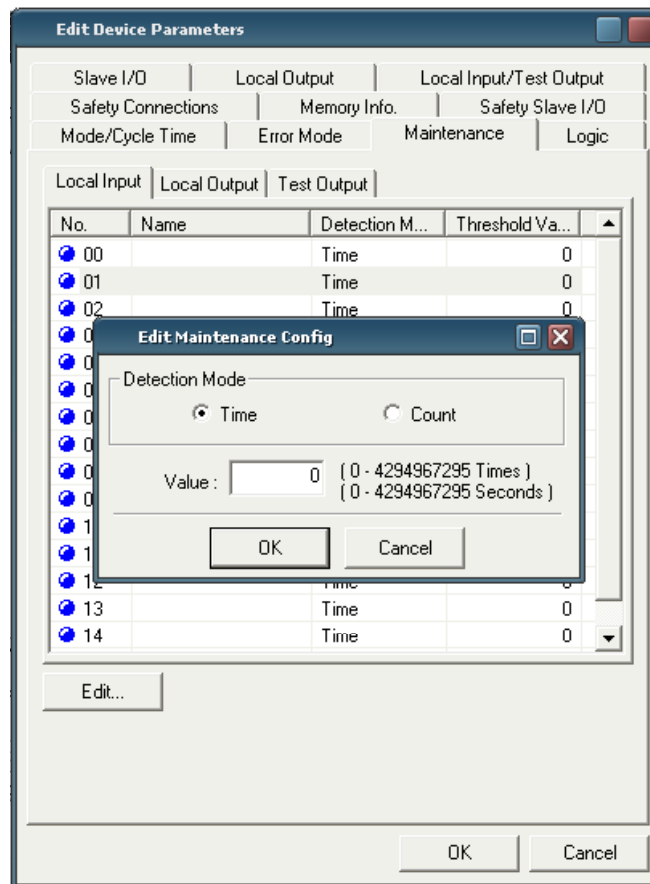 Edit Device Parameters
Slave I/O Local Output Local Input/Test Output
Safety Connections Memory Info. Safety Slave I/O
Mode/Cycle Time Error Mode Maintenance Logic
Local Input Local Output Test Output
No. Name Detection M... Threshold Va...
00 Time 0
01 Time 0
02 Time 0
Edit Maintenance Config
Detection Mode
Time Count
Value : 0 ( 0 - 4294967295 Times )
( 0 - 4294967295 Seconds )
OK Cancel
13 Time 0
14 Time 0
Edit...
OK Cancel